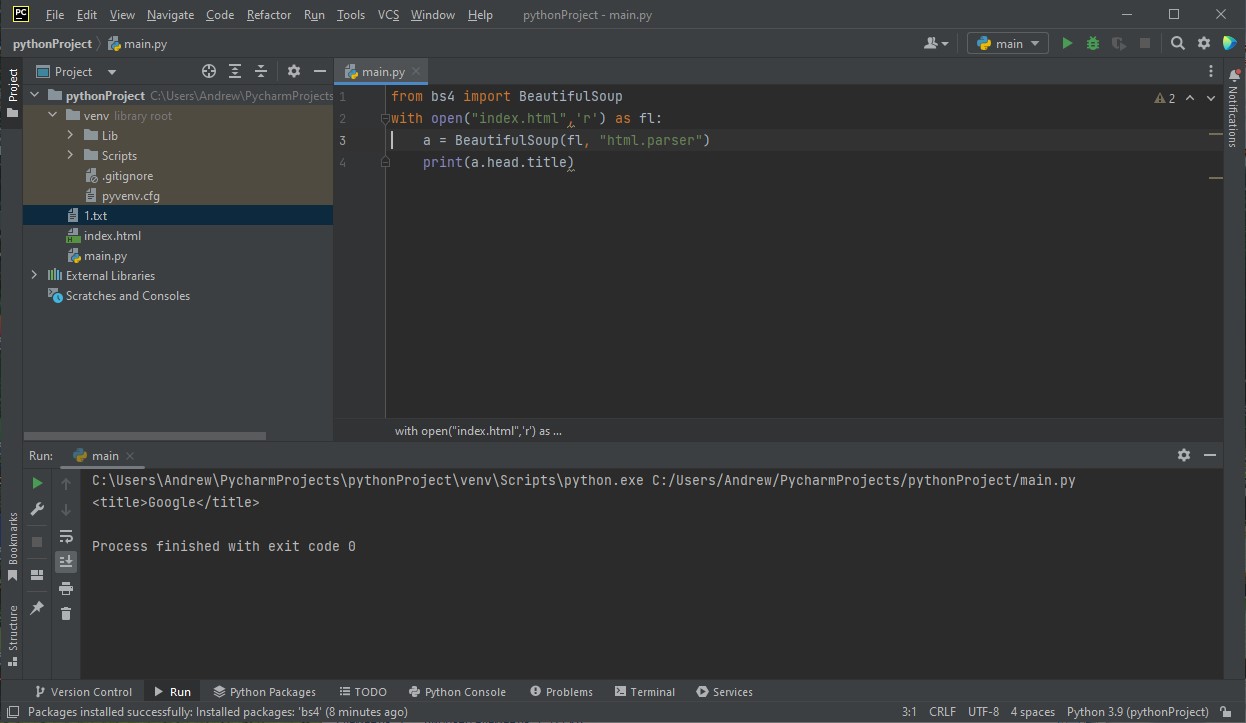 PC File Edit View Navigate Code Refactor Run Tools VCS Window Help pythonProject - main.py
pythonProject main.py main
Project main.py
Project
pythonProject C:\Users\Andrew\PycharmProjects
venv library root
Lib
Scripts
.gitignore
pyvenv.cfg
1.txt
index.html
main.py
External Libraries
Scratches and Consoles
1 from bs4 import BeautifulSoup
2 with open("index.html",'r') as fl:
3 a = BeautifulSoup(fl, "html.parser")
4 print(a.head.title)
2
Notifications
with open("index.html",'r') as ...
Run: main
C:\Users\Andrew\PycharmProjects\pythonProject\venv\Scripts\python.exe C:/Users/Andrew/PycharmProjects/pythonProject/main.py
<title>Google</title>
Process finished with exit code 0
Bookmarks
Structure
Version Control Run Python Packages TODO Python Console Problems Terminal Services
Packages installed successfully: Installed packages: 'bs4' (8 minutes ago) 3:1 CRLF UTF-8 4 spaces Python 3.9 (pythonProject)